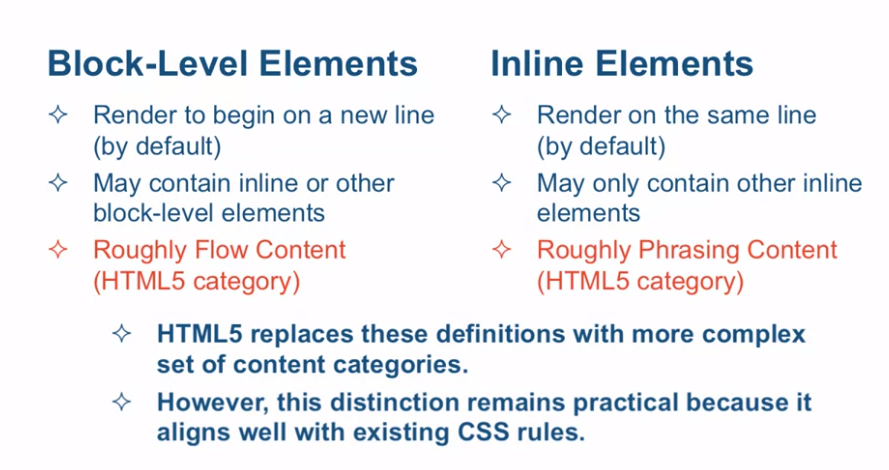 Block-Level Elements
✧ Render to begin on a new line
(by default)
✧ May contain inline or other
block-level elements
✧ Roughly Flow Content
(HTML5 category)
Inline Elements
✧ Render on the same line
(by default)
✧ May only contain other inline
elements
✧ Roughly Phrasing Content
(HTML5 category)
✧ HTML5 replaces these definitions with more complex
set of content categories.
✧ However, this distinction remains practical because it
aligns well with existing CSS rules.